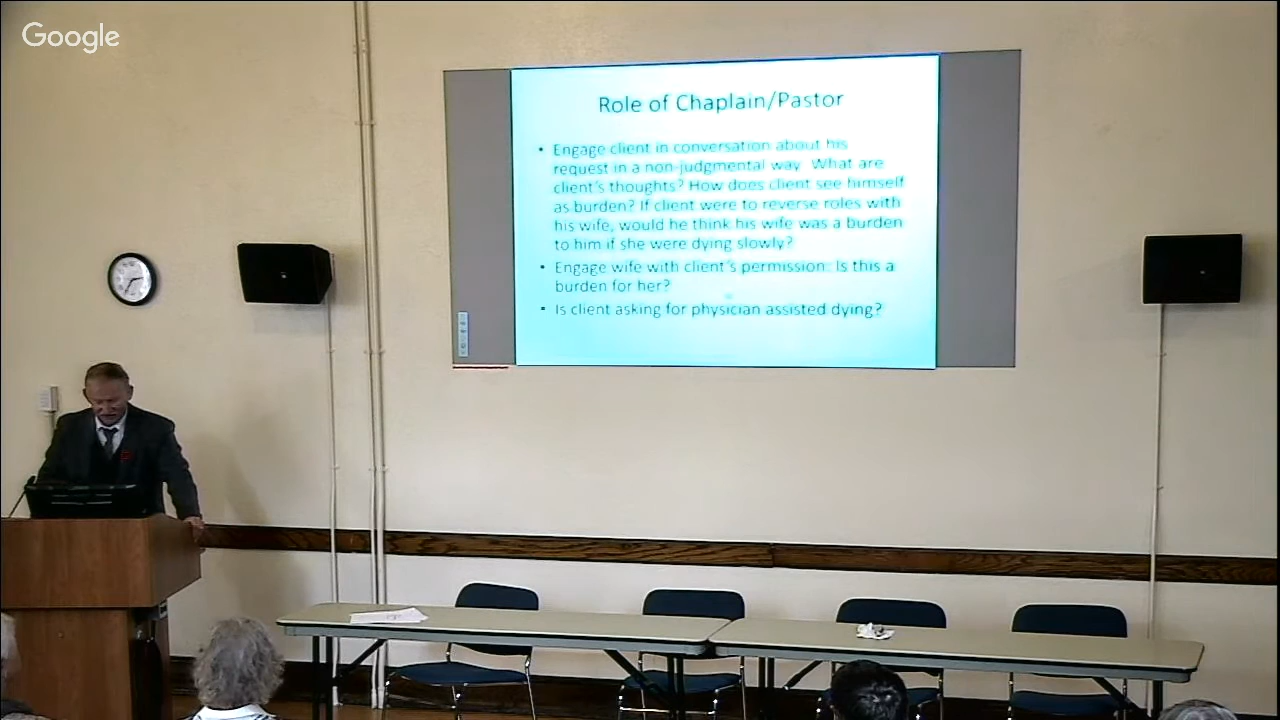 Google
Role of Chaplain/Pastor
• Engage client in conversation about his
request in a non-judgmental way. What are
client's thoughts? How does client see himself
as burden? If client were to reverse roles with
his wife, would he think his wife was a burden
to him if she were dying slowly?
• Engage wife with client's permission: Is this a
burden for her?
• Is client asking for physician assisted dying?